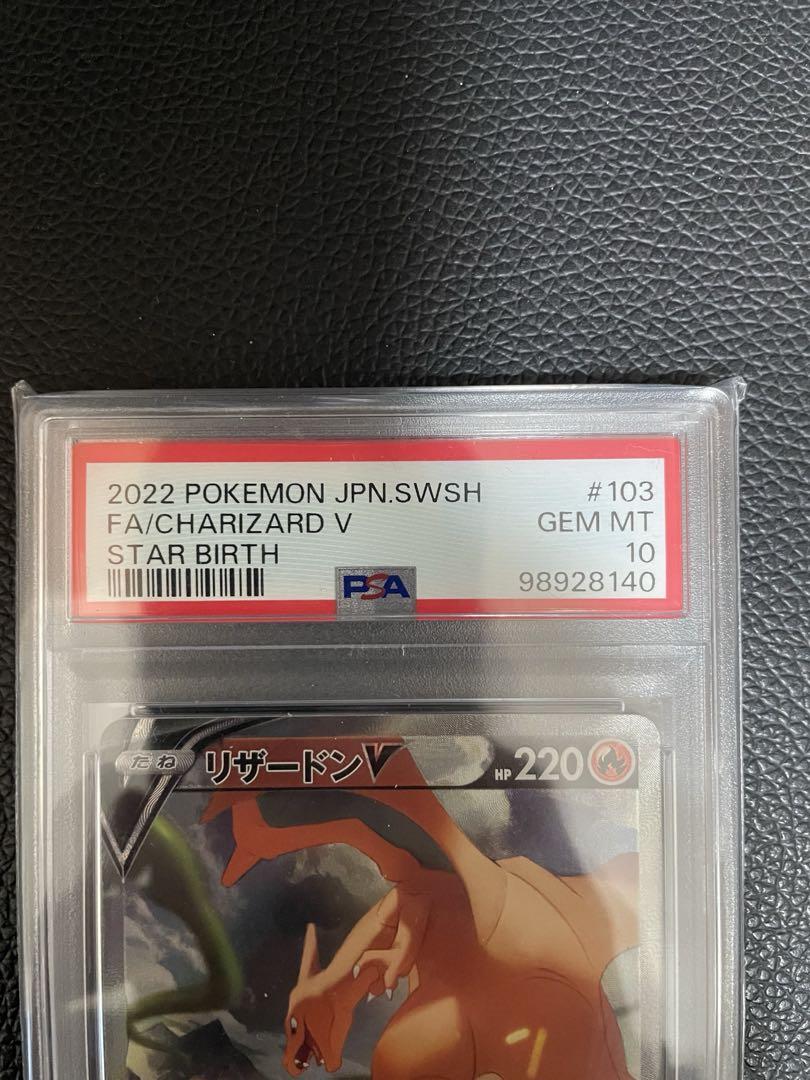 2022 POKEMON JPN.SWSH #103
FA/CHARIZARD V GEM MT
STAR BIRTH 10
PSA 98928140
たね リザードンV HP 220